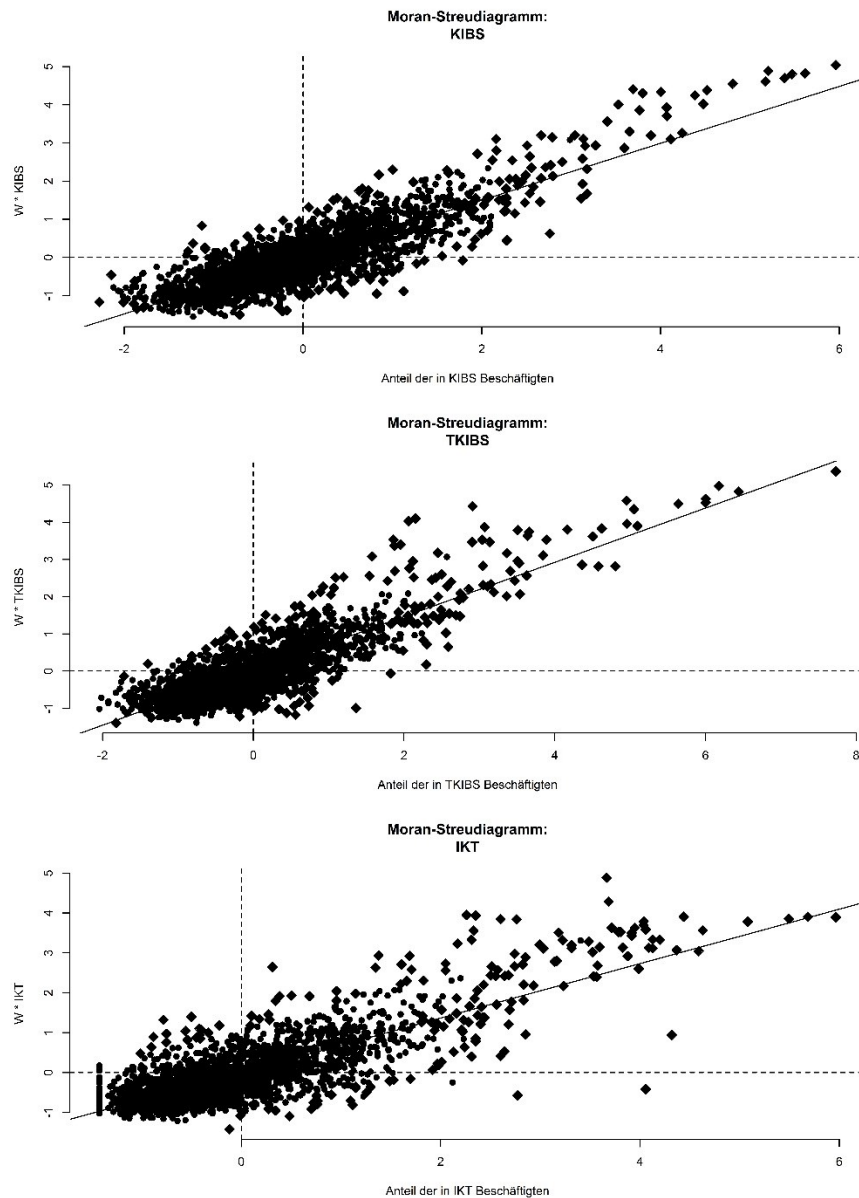 Moran-Streudiagramm:
KIBS
5
4
3
2
1
0
-1
W * KIBS
-2 0 2 4 6
Anteil der in KIBS Beschäftigten
Moran-Streudiagramm:
TKIBS
5
4
3
2
1
0
-1
W * TKIBS
-2 0 2 4 6 8
Anteil der in TKIBS Beschäftigten
Moran-Streudiagramm:
IKT
5
4
3
2
1
0
-1
W * IKT
0 2 4 6
Anteil der in IKT Beschäftigten